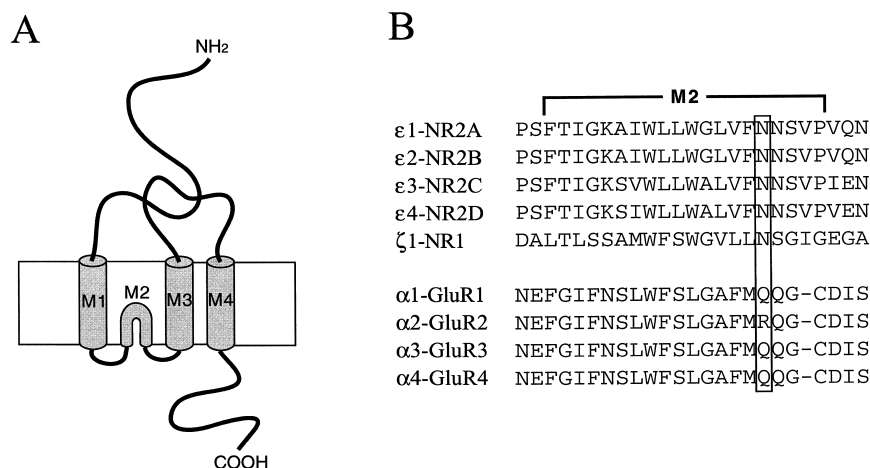 A
NH₂
M1
M2
M3
M4
COOH
B
M2
ε1-NR2A PSFTIGKAIWLLWGLVFNNSVPVQN
ε2-NR2B PSFTIGKAIWLLWGLVFNNSVPVQN
ε3-NR2C PSFTIGKSVWLLWALVFNNSVPIEN
ε4-NR2D PSFTIGKSIWLLWALVFNNSVPVEN
ζ1-NR1 DALTLSSAMWFSWGVLLNSGIGEGA
α1-GluR1 NEFGIFNSLWFSLGAFMQQG-CDIS
α2-GluR2 NEFGIFNSLWFSLGAFMRQG-CDIS
α3-GluR3 NEFGIFNSLWFSLGAFMQQG-CDIS
α4-GluR4 NEFGIFNSLWFSLGAFMQQG-CDIS